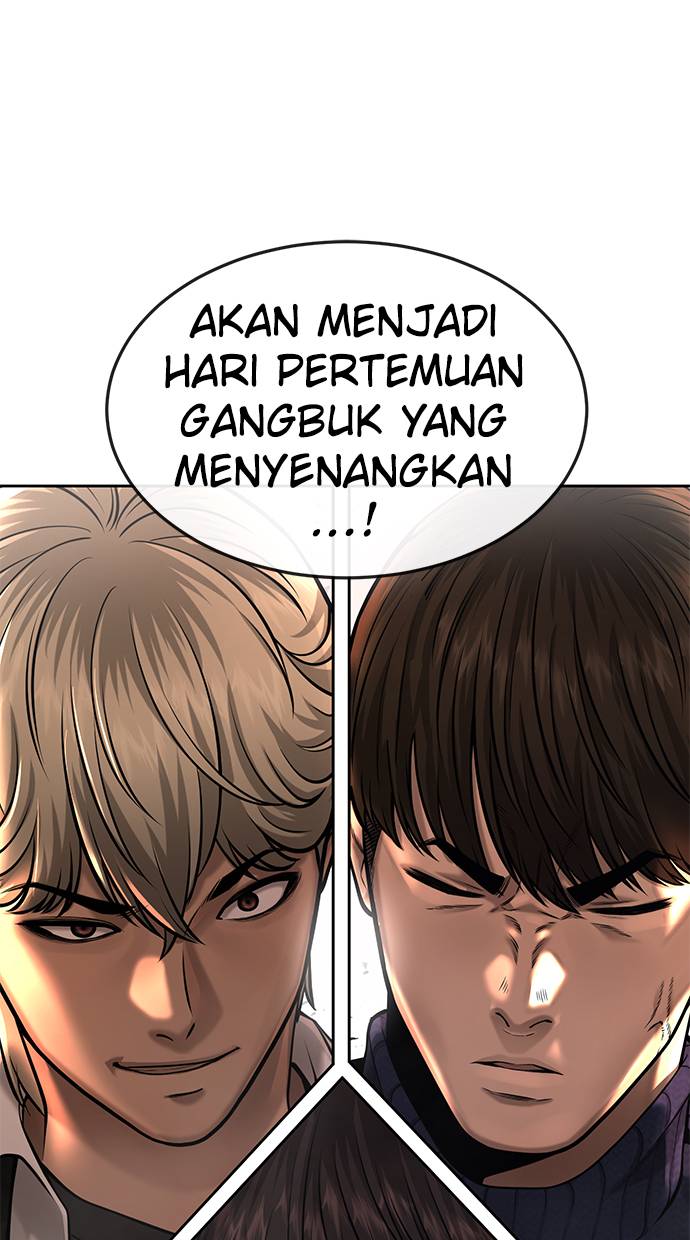 AKAN MENJADI
HARI PERTEMUAN
GANGBUK YANG
MENYENANGKAN
...!